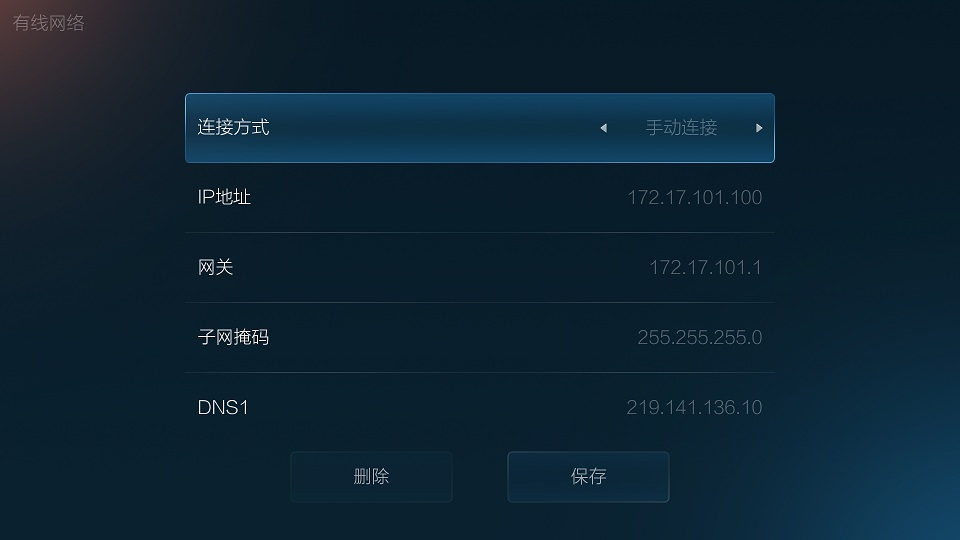 有线网络
连接方式 手动连接
IP地址 172.17.101.100
网关 172.17.101.1
子网掩码 255.255.255.0
DNS1 219.141.136.10
删除 保存